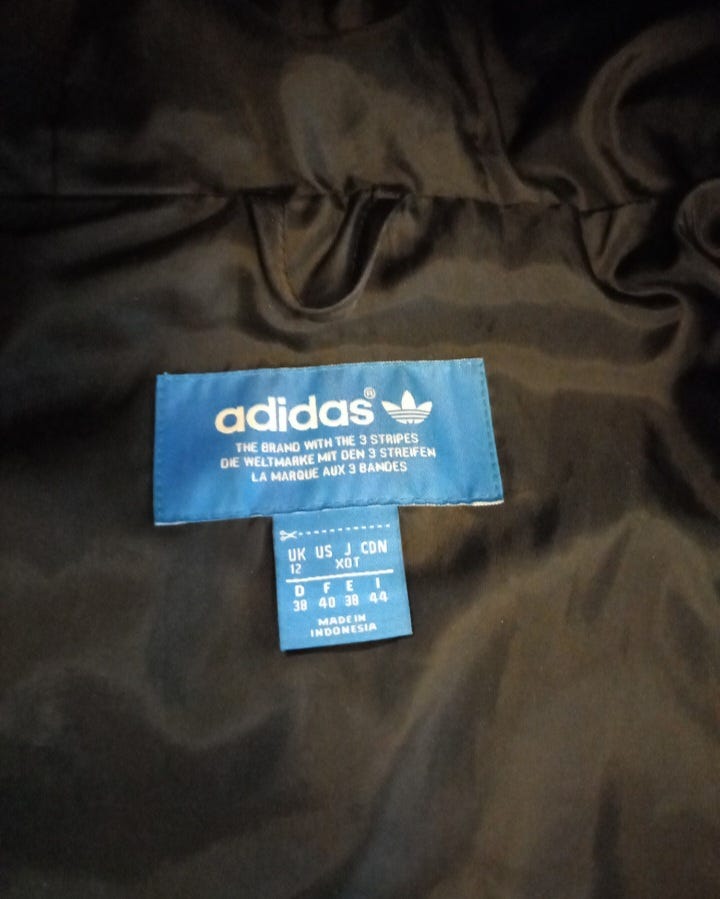 adidas®
THE BRAND WITH THE 3 STRIPES
DIE WELTMARKE MIT DEN 3 STREIFEN
LA MARQUE AUX 3 BANDES
UK US J CDN
12 XOT
D F E I
38 40 38 44
MADE IN
INDONESIA